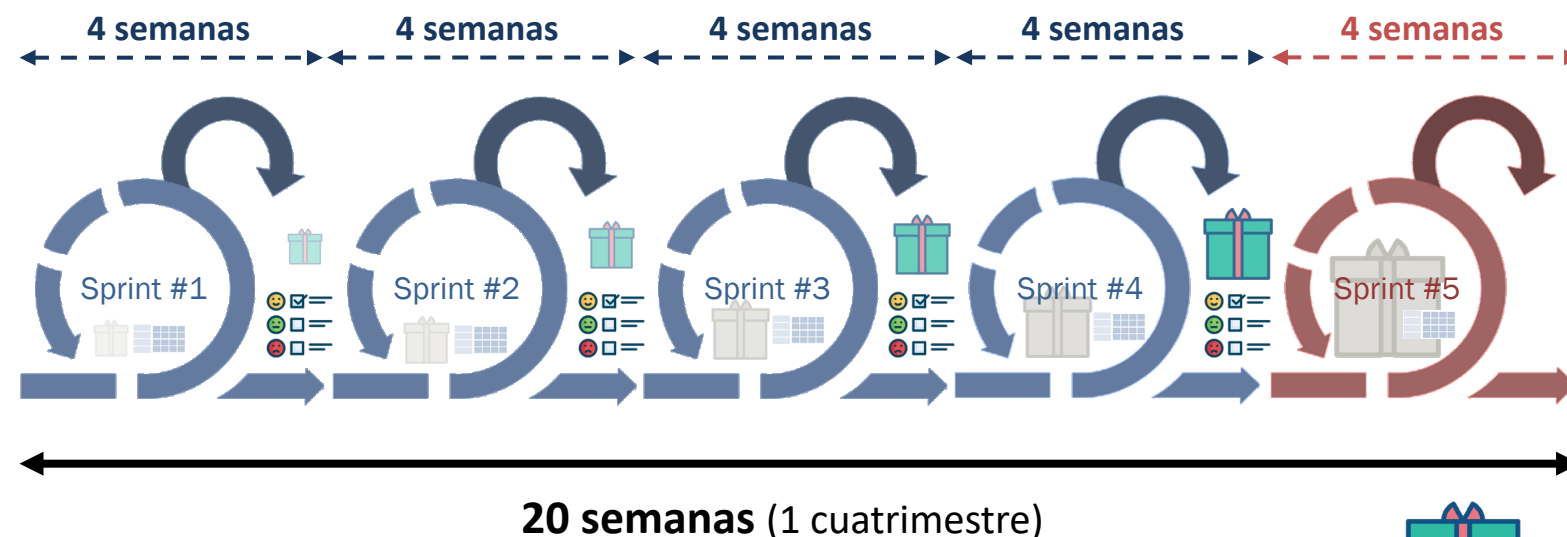 4 semanas
4 semanas
4 semanas
4 semanas
4 semanas
Sprint #1
Sprint #2
Sprint #3
Sprint #4
Sprint #5
20 semanas (1 cuatrimestre)